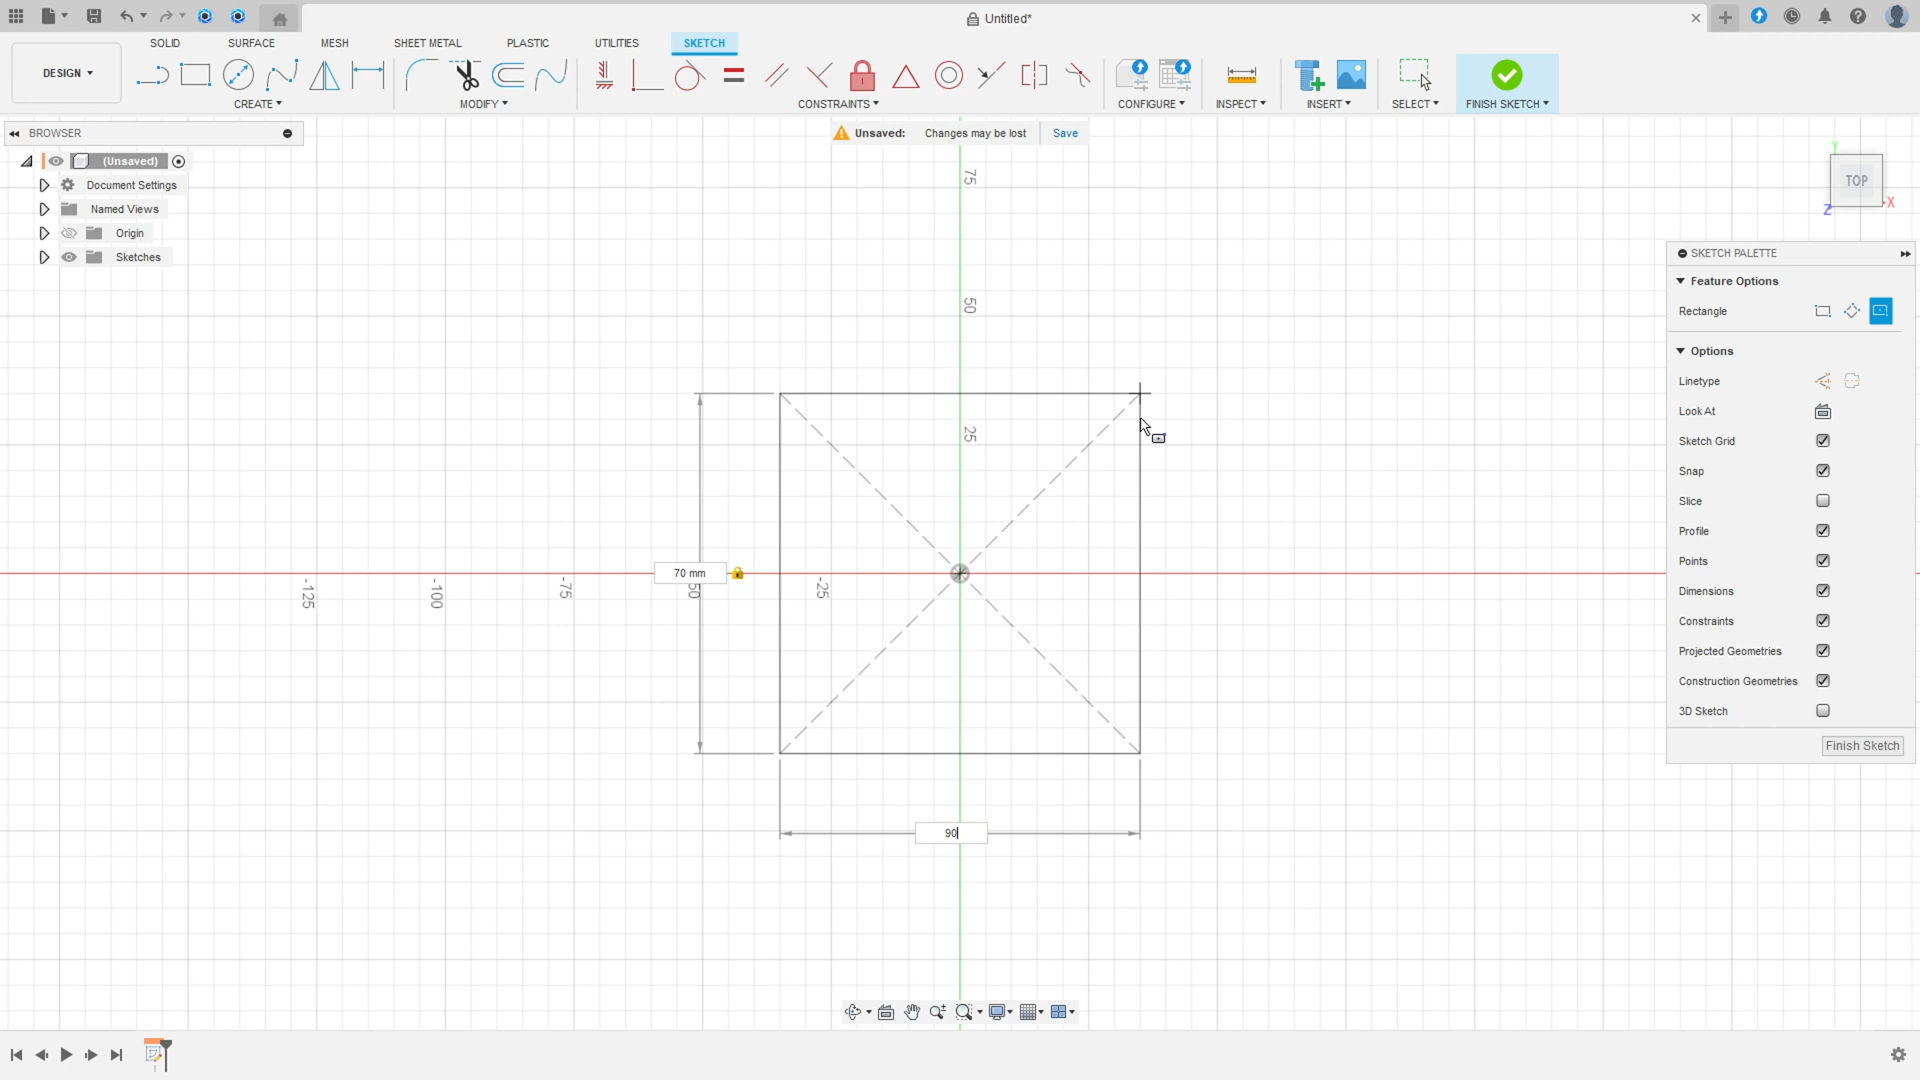 Untitled*
SOLID SURFACE MESH SHEET METAL PLASTIC UTILITIES SKETCH
DESIGN
CREATE MODIFY CONSTRAINTS CONFIGURE INSPECT INSERT SELECT FINISH SKETCH
BROWSER
Unsaved: Changes may be lost Save
(Unsaved)
Document Settings
Named Views
Origin
Sketches
75
50
25
-125
-100
-75
50
-25
70 mm
90
Y
TOP
Z
X
SKETCH PALETTE
Feature Options
Rectangle
Options
Linetype
Look At
Sketch Grid
Snap
Slice
Profile
Points
Dimensions
Constraints
Projected Geometries
Construction Geometries
3D Sketch
Finish Sketch